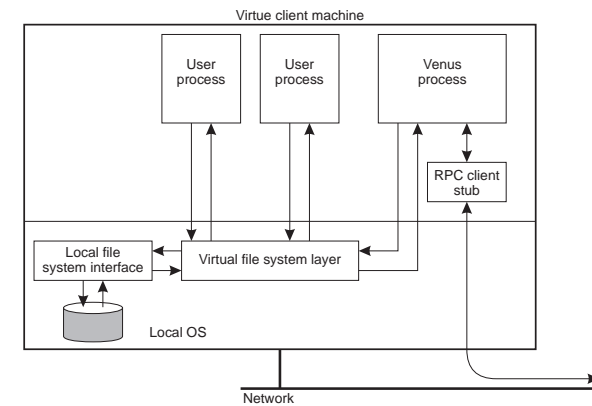 Virtue client machine
User
process
User
process
Venus
process
RPC client
stub
Local file
system interface
Virtual file system layer
Local OS
Network